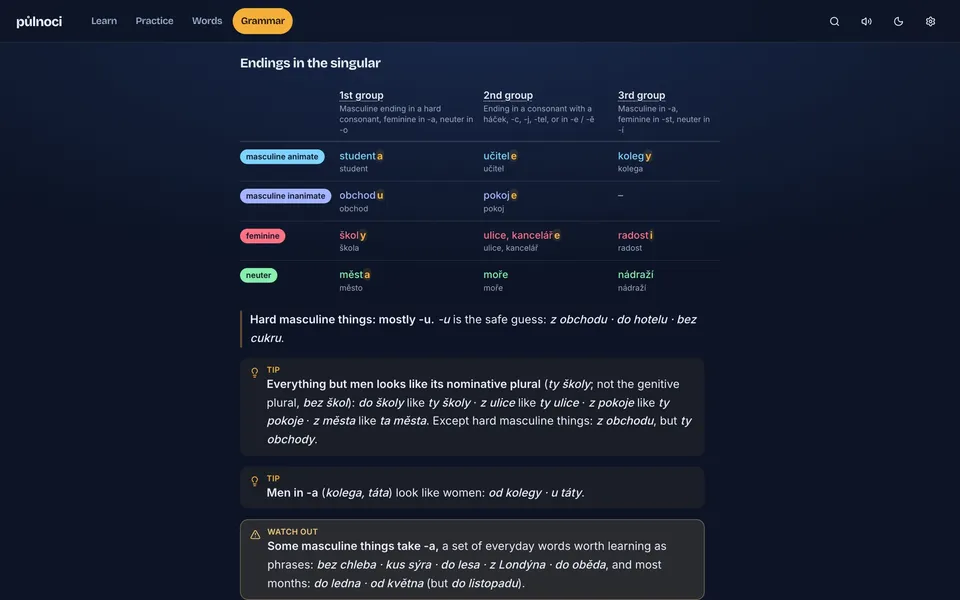 půlnoci Learn Practice Words Grammar
Endings in the singular
1st group 2nd group 3rd group
Masculine ending in a hard consonant, feminine in -a, neuter in -o
Ending in a consonant with a háček, -c, -j, -tel, or in -e / -ě
Masculine in -a, feminine in -st, neuter in -í
masculine animate studenta učitele kolegy
student učitel kolega
masculine inanimate obchodu pokoje –
obchod pokoj
feminine školy ulice, kanceláře radosti
škola ulice, kancelář radost
neuter města moře nádraží
město moře nádraží
Hard masculine things: mostly -u. -u is the safe guess: z obchodu · do hotelu · bez
cukru.
TIP
Everything but men looks like its nominative plural (ty školy; not the genitive
plural, bez škol): do školy like ty školy · z ulice like ty ulice · z pokoje like ty
pokoje · z města like ta města. Except hard masculine things: z obchodu, but ty
obchody.
TIP
Men in -a (kolega, táta) look like women: od kolegy · u táty.
WATCH OUT
Some masculine things take -a, a set of everyday words worth learning as
phrases: bez chleba · kus sýra · do lesa · z Londýna · do oběda, and most
months: do ledna · od května (but do listopadu).